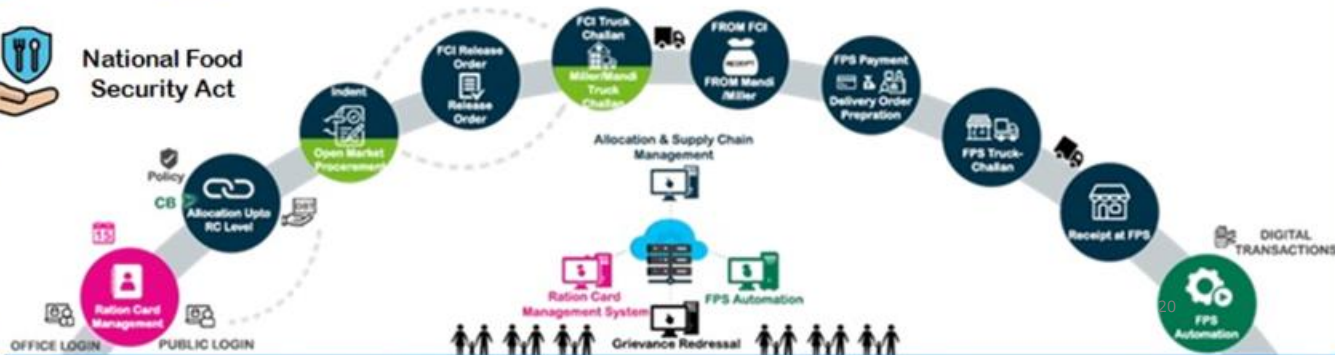 National Food
Security Act
OFFICE LOGIN
PUBLIC LOGIN
Ration Card
Management
15
Policy
CB
Allocation Upto
RC Level
Indent
Open Market
Procurement
FCI Release
Order
Release
Order
FCI Truck
Challan
Miller/Mandi
Truck
Challan
FROM FCI
RECEIPT
FROM Mandi
/Miller
FPS Payment
Delivery Order
Prepration
FPS Truck-
Challan
Receipt at FPS
DIGITAL
TRANSACTIONS
20
FPS
Automation
Allocation & Supply Chain
Management
Ration Card
Management System
FPS Automation
Grievance Redressal